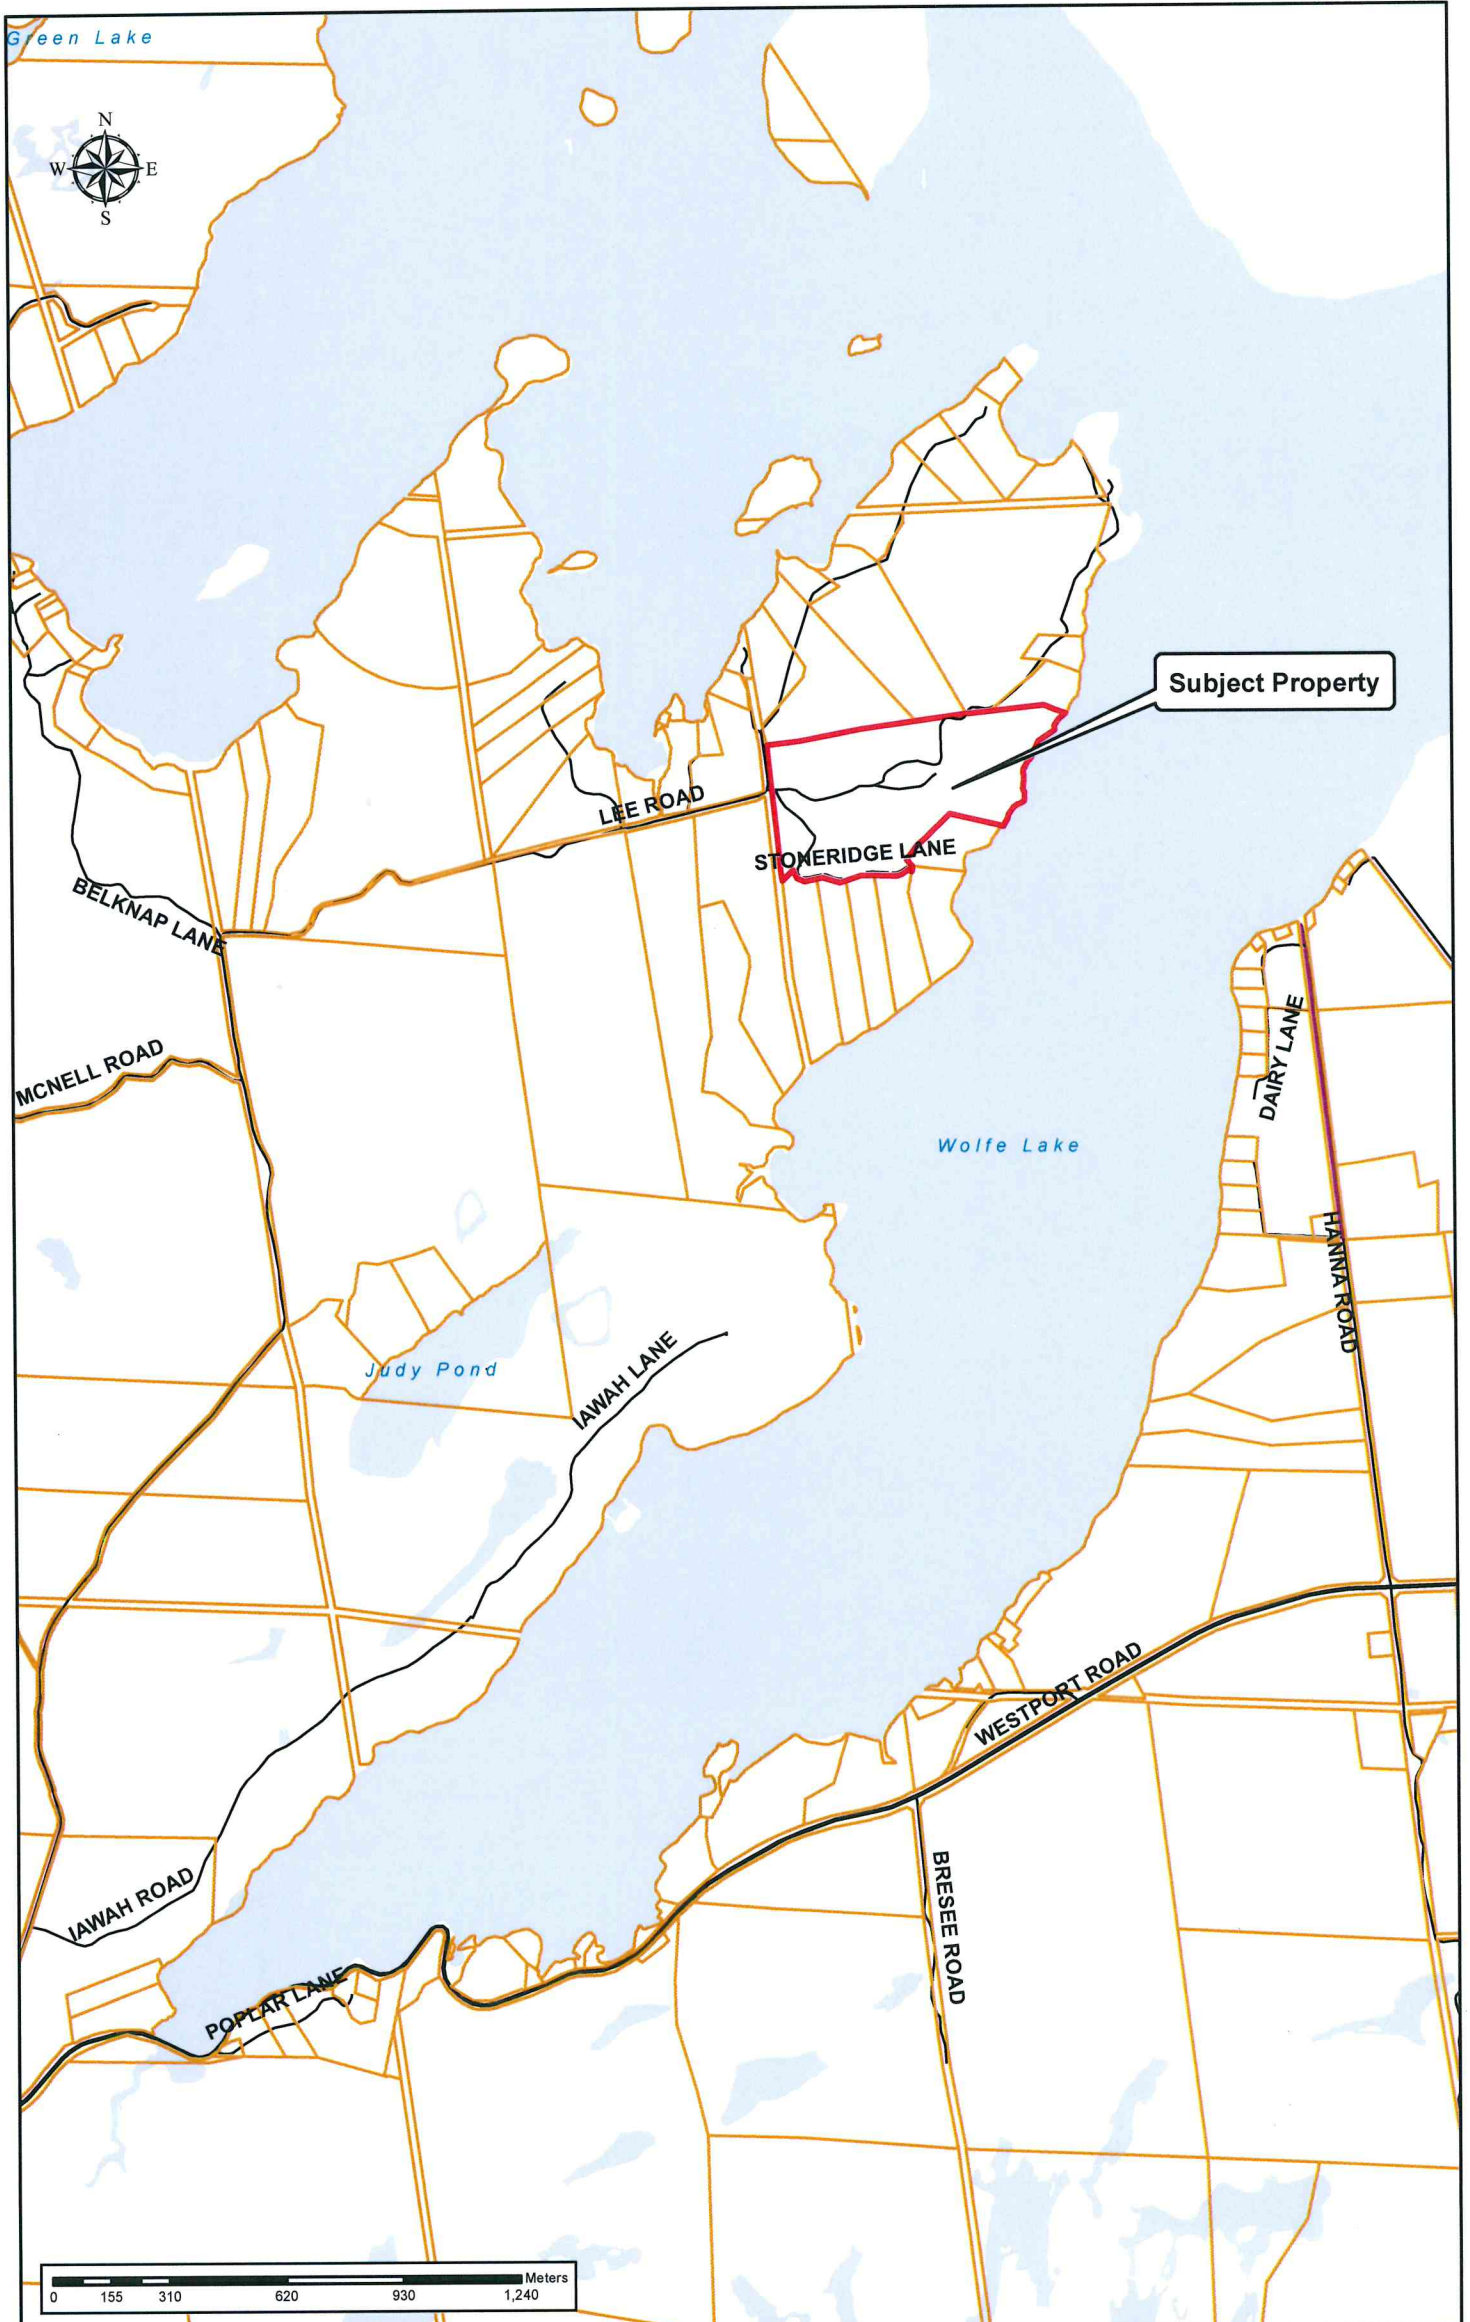 Green Lake
N
W E
S
Subject Property
LEE ROAD
STONERIDGE LANE
BELKNAP LANE
DAIRY LANE
MCNELL ROAD
Wolfe Lake
HANNA ROAD
Judy Pond
IAWAH LANE
WESTPORT ROAD
IAWAH ROAD
BRESEE ROAD
POPLAR LANE
Meters
0 155 310 620 930 1,240